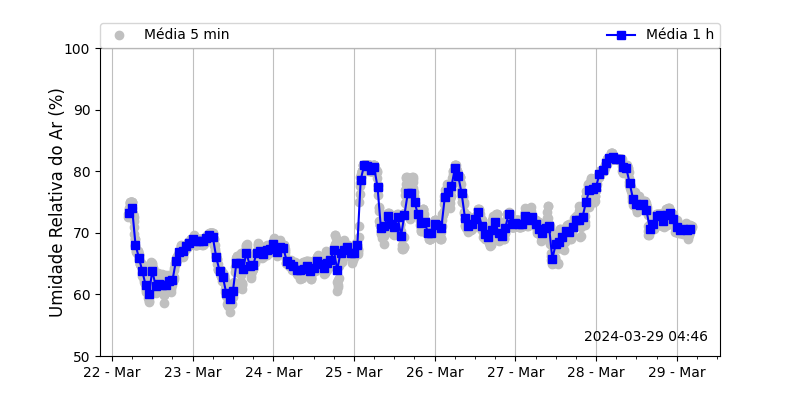 Média 5 min
Média 1 h
Umidade Relativa do Ar (%)
100
90
80
70
60
50
2024-03-29 04:46
22 - Mar
23 - Mar
24 - Mar
25 - Mar
26 - Mar
27 - Mar
28 - Mar
29 - Mar